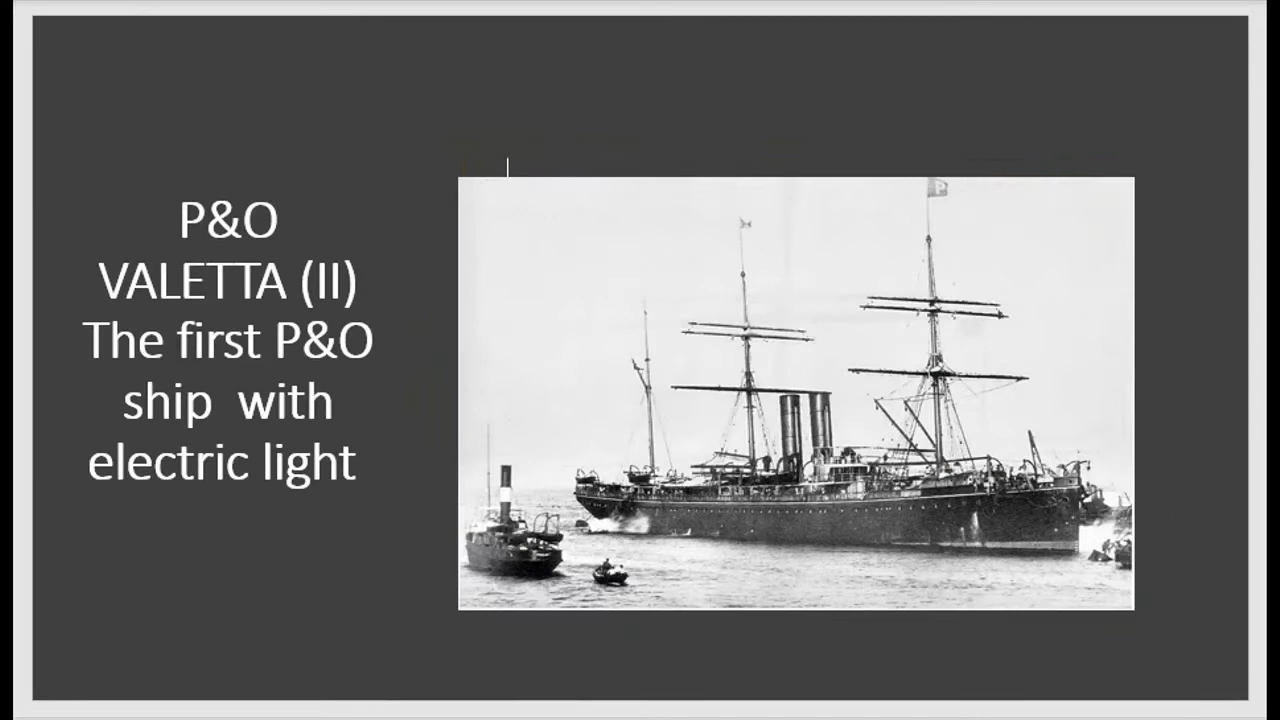 P&O
VALETTA (II)
The first P&O
ship with
electric light
P